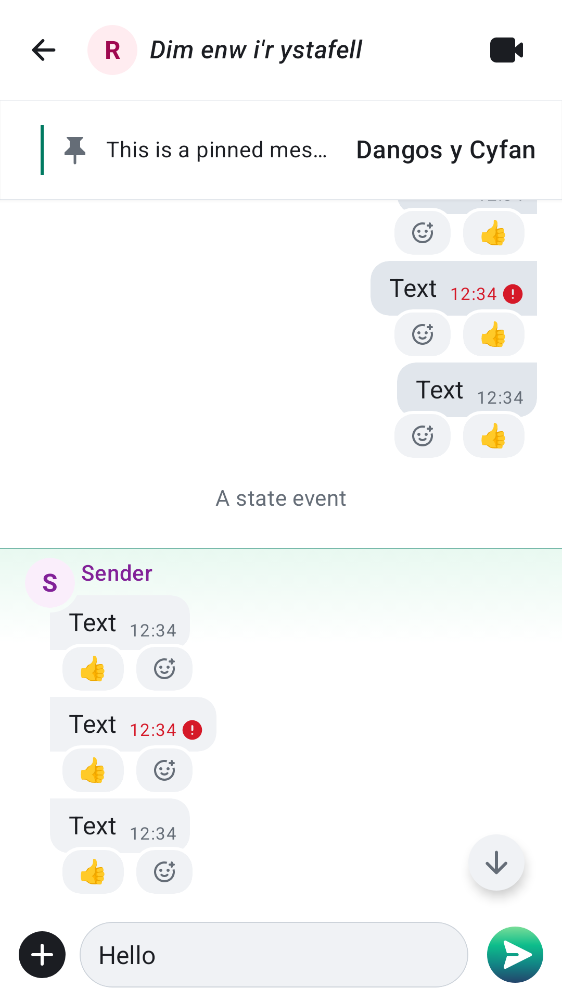 R Dim enw i'r ystafell
This is a pinned mes... Dangos y Cyfan
Text 12:34
Text 12:34
A state event
S Sender
Text 12:34
Text 12:34
Text 12:34
Hello